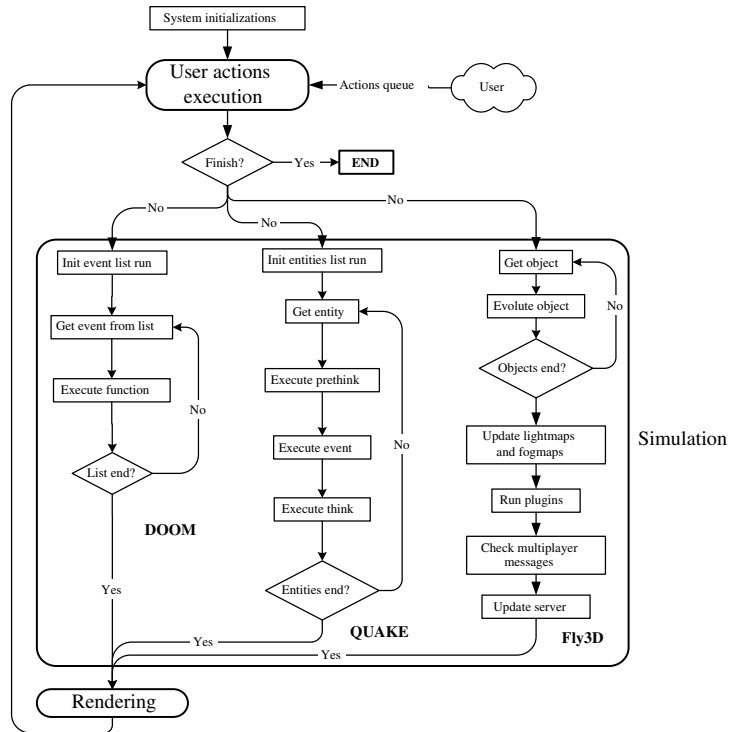 System initializations
User actions
execution
Actions queue
User
Finish?
Yes
END
No
No
No
Init event list run
Init entities list run
Get object
Get event from list
Get entity
Evolute object
No
Execute function
Execute prethink
Objects end?
No
No
List end?
Execute event
Update lightmaps
and fogmaps
Simulation
Execute think
Run plugins
DOOM
Check multiplayer
messages
Yes
Entities end?
Update server
QUAKE
Fly3D
Yes
Yes
Rendering